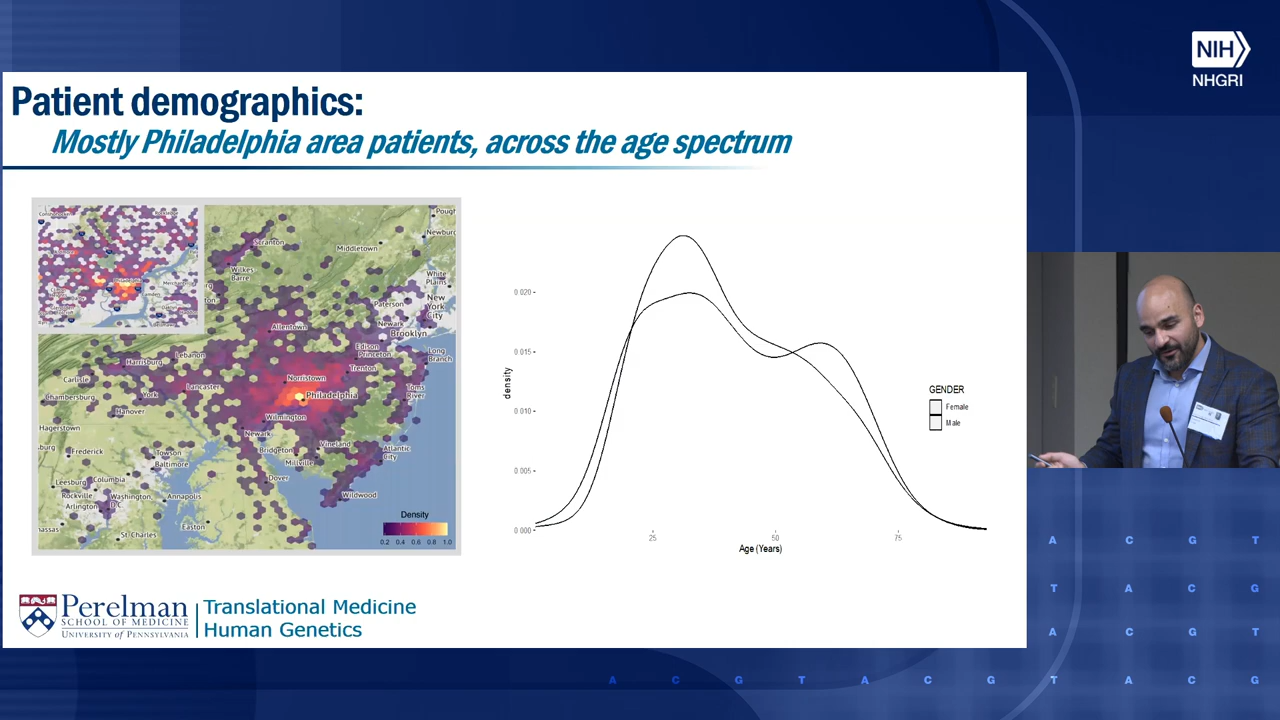 NIH
NHGRI
Patient demographics:
Mostly Philadelphia area patients, across the age spectrum
Scranton
Wilkes
Barre
Middletown
Pough
Newburg
White
Plains
New
York
City
Paterson
Newark
Brooklyn
Allentown
Edison
Princeton
Long
Branch
Lebanon
Harrisburg
Trenton
Carlisle
Lancaster
Norristown
Toms
River
Chambersburg
York
Philadelphia
Hanover
Wilmington
Hagerstown
Newark
Vineland
Atlantic
City
Frederick
Towson
Bridgeton
Baltimore
Millville
Dover
Leesburg
Columbia
Rockville
Washington,
D.C.
Annapolis
Wildwood
Arlington
Easton
St. Charles
Density
0.2 0.4 0.6 0.8 1.0
density
0.020
0.015
0.010
0.005
0.000
25 50 75
Age (Years)
GENDER
Female
Male
Perelman
SCHOOL OF MEDICINE
UNIVERSITY of PENNSYLVANIA
Translational Medicine
Human Genetics
A C G T
T A C G
A C G T
A C G T A C G T A C G